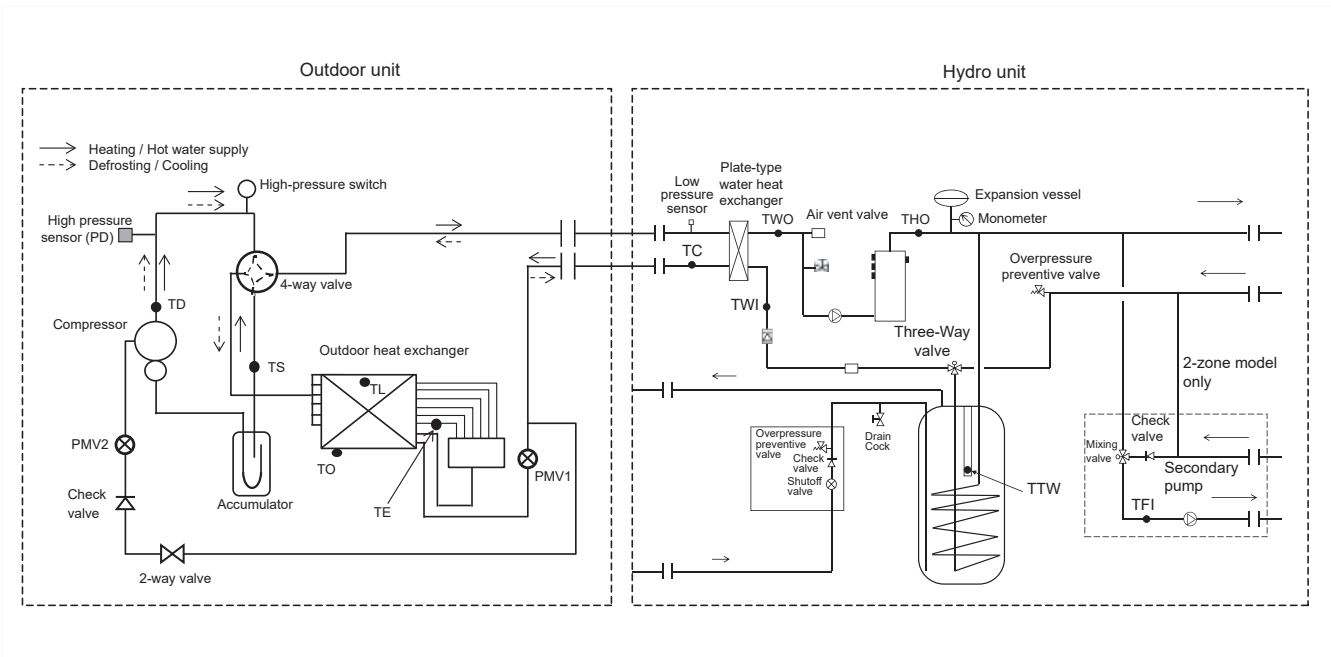 Outdoor unit
Hydro unit
Heating / Hot water supply
Defrosting / Cooling
High-pressure switch
High pressure
sensor (PD)
4-way valve
TD
Compressor
TS
Outdoor heat exchanger
TL
PMV2
TO
PMV1
Check
valve
Accumulator
TE
2-way valve
Low
pressure
sensor
Plate-type
water heat
exchanger
TWO
Air vent valve
THO
Expansion vessel
Monometer
TC
Overpressure
preventive valve
TWI
Three-Way
valve
2-zone model
only
Overpressure
preventive
valve
Check
valve
Shutoff
valve
Drain
Cock
TTW
Check
valve
Mixing
valve
Secondary
pump
TFI